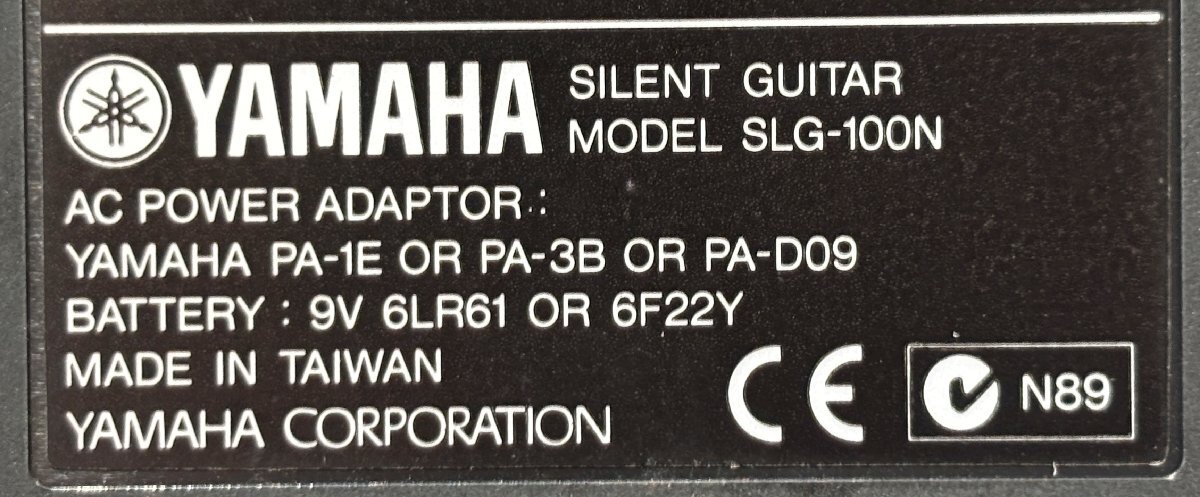 YAMAHA SILENT GUITAR
MODEL SLG-100N
AC POWER ADAPTOR :
YAMAHA PA-1E OR PA-3B OR PA-D09
BATTERY : 9V 6LR61 OR 6F22Y
MADE IN TAIWAN
YAMAHA CORPORATION
CE N89